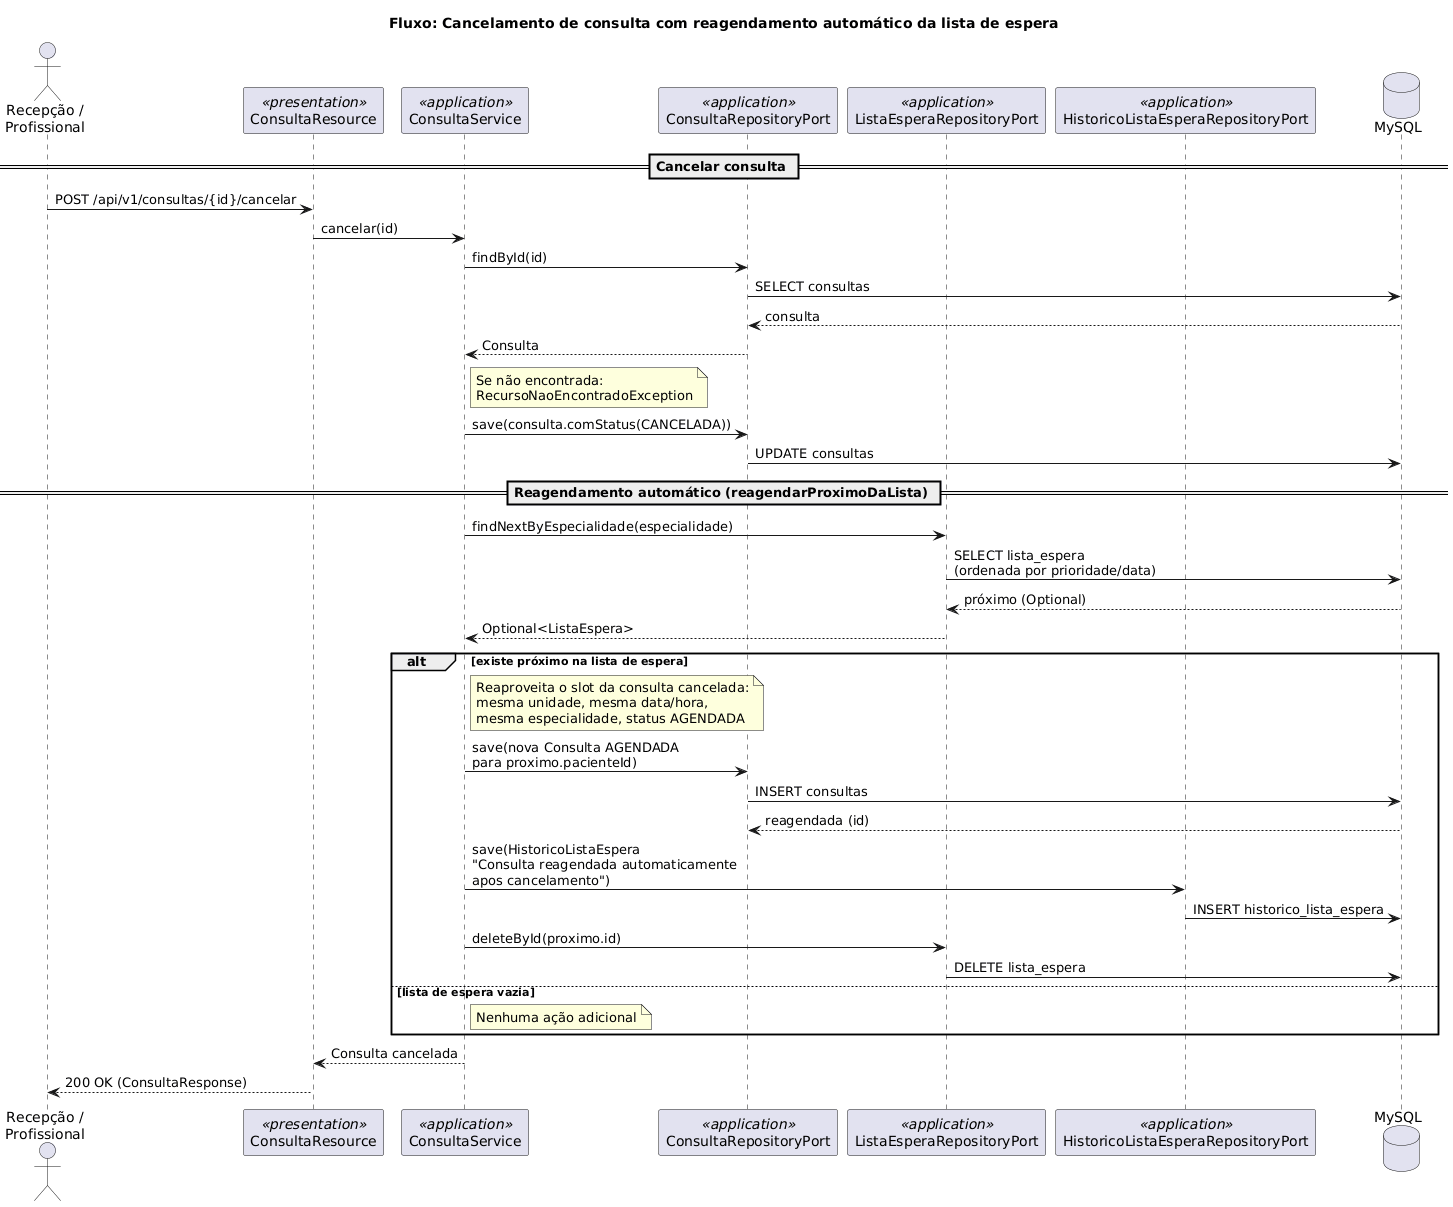 Fluxo: Cancelamento de consulta com reagendamento automático da lista de espera
Recepção /
Profissional
«presentation»
ConsultaResource
«application»
ConsultaService
«application»
ConsultaRepositoryPort
«application»
ListaEsperaRepositoryPort
«application»
HistoricoListaEsperaRepositoryPort
MySQL
Cancelar consulta
POST /api/v1/consultas/{id}/cancelar
cancelar(id)
findById(id)
SELECT consultas
consulta
Consulta
Se não encontrada:
RecursoNaoEncontradoException
save(consulta.comStatus(CANCELADA))
UPDATE consultas
Reagendamento automático (reagendarProximoDaLista)
findNextByEspecialidade(especialidade)
SELECT lista_espera
(ordenada por prioridade/data)
próximo (Optional)
Optional<ListaEspera>
alt [existe próximo na lista de espera]
Reaproveita o slot da consulta cancelada:
mesma unidade, mesma data/hora,
mesma especialidade, status AGENDADA
save(nova Consulta AGENDADA
para proximo.pacienteId)
INSERT consultas
reagendada (id)
save(HistoricoListaEspera
"Consulta reagendada automaticamente
apos cancelamento")
INSERT historico_lista_espera
deleteById(proximo.id)
DELETE lista_espera
[lista de espera vazia]
Nenhuma ação adicional
Consulta cancelada
200 OK (ConsultaResponse)
Recepção /
Profissional
«presentation»
ConsultaResource
«application»
ConsultaService
«application»
ConsultaRepositoryPort
«application»
ListaEsperaRepositoryPort
«application»
HistoricoListaEsperaRepositoryPort
MySQL